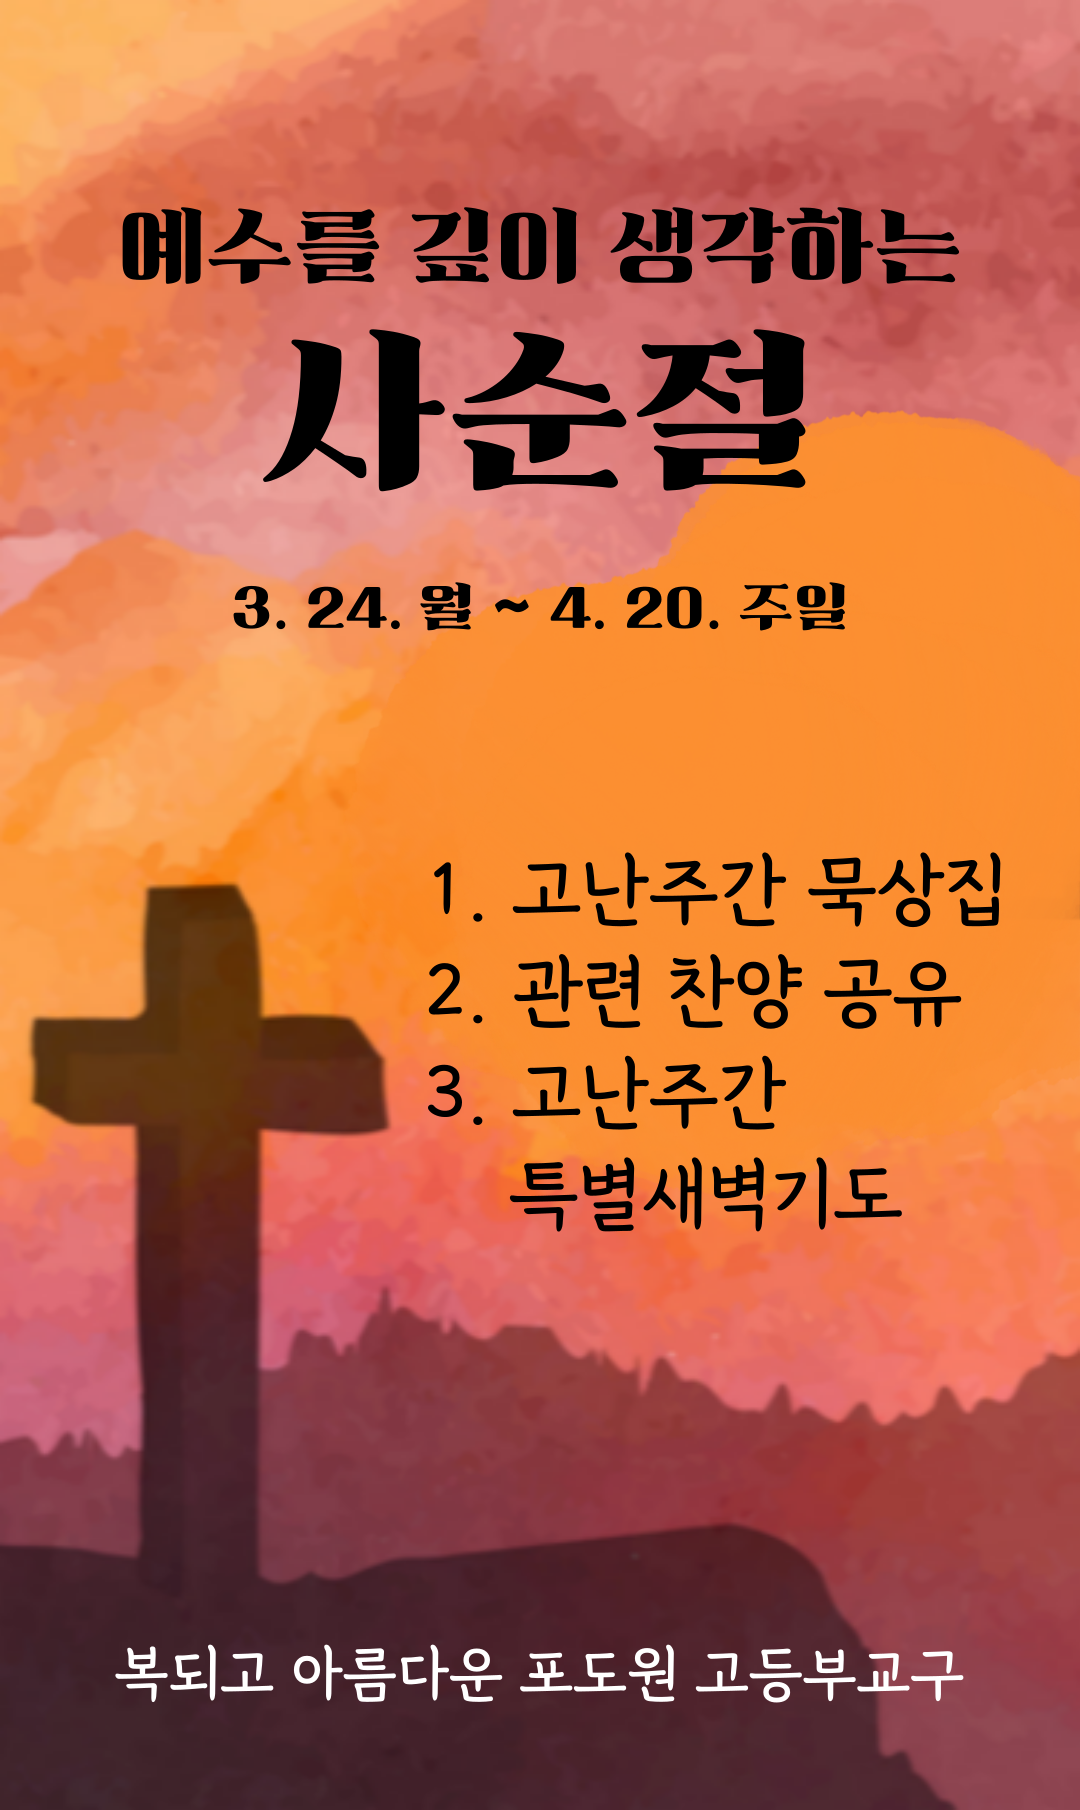 예수를 깊이 생각하는
사순절
3. 24. 월 ~ 4. 20. 주일
1. 고난주간 묵상집
2. 관련 찬양 공유
3. 고난주간
특별새벽기도
복되고 아름다운 포도원 고등부교구